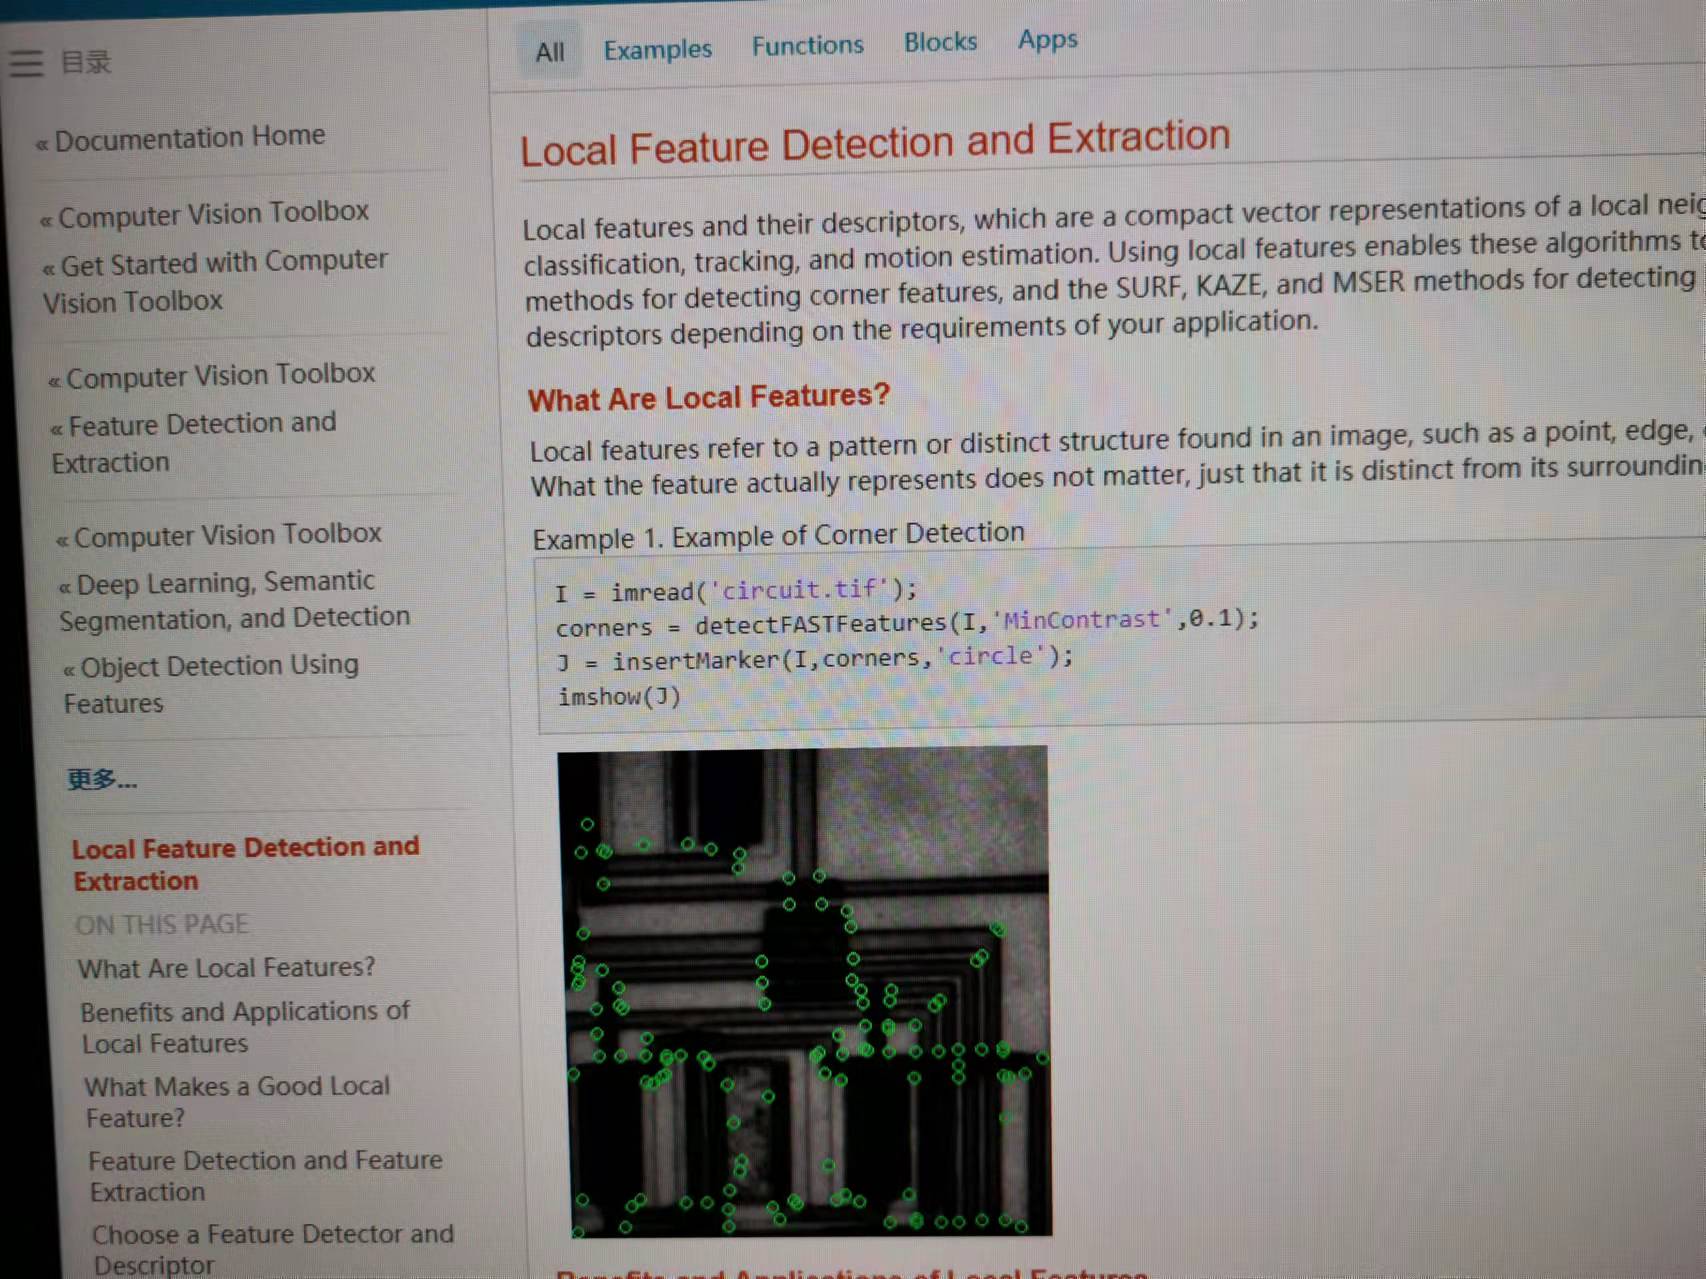 目录
« Documentation Home
« Computer Vision Toolbox
« Get Started with Computer
Vision Toolbox
« Computer Vision Toolbox
« Feature Detection and
Extraction
« Computer Vision Toolbox
« Deep Learning, Semantic
Segmentation, and Detection
« Object Detection Using
Features
更多...
Local Feature Detection and
Extraction
ON THIS PAGE
What Are Local Features?
Benefits and Applications of
Local Features
What Makes a Good Local
Feature?
Feature Detection and Feature
Extraction
Choose a Feature Detector and
Descriptor
All Examples Functions Blocks Apps
Local Feature Detection and Extraction
Local features and their descriptors, which are a compact vector representations of a local
classification, tracking, and motion estimation. Using local features enables these algorithms
methods for detecting corner features, and the SURF, KAZE, and MSER methods for detecting
descriptors depending on the requirements of your application.
What Are Local Features?
Local features refer to a pattern or distinct structure found in an image, such as a point, edge,
What the feature actually represents does not matter, just that it is distinct from its
Example 1. Example of Corner Detection
I = imread('circuit.tif');
corners = detectFASTFeatures(I,'MinContrast',0.1);
J = insertMarker(I,corners,'circle');
imshow(J)
Benefits and Applications of Local Features